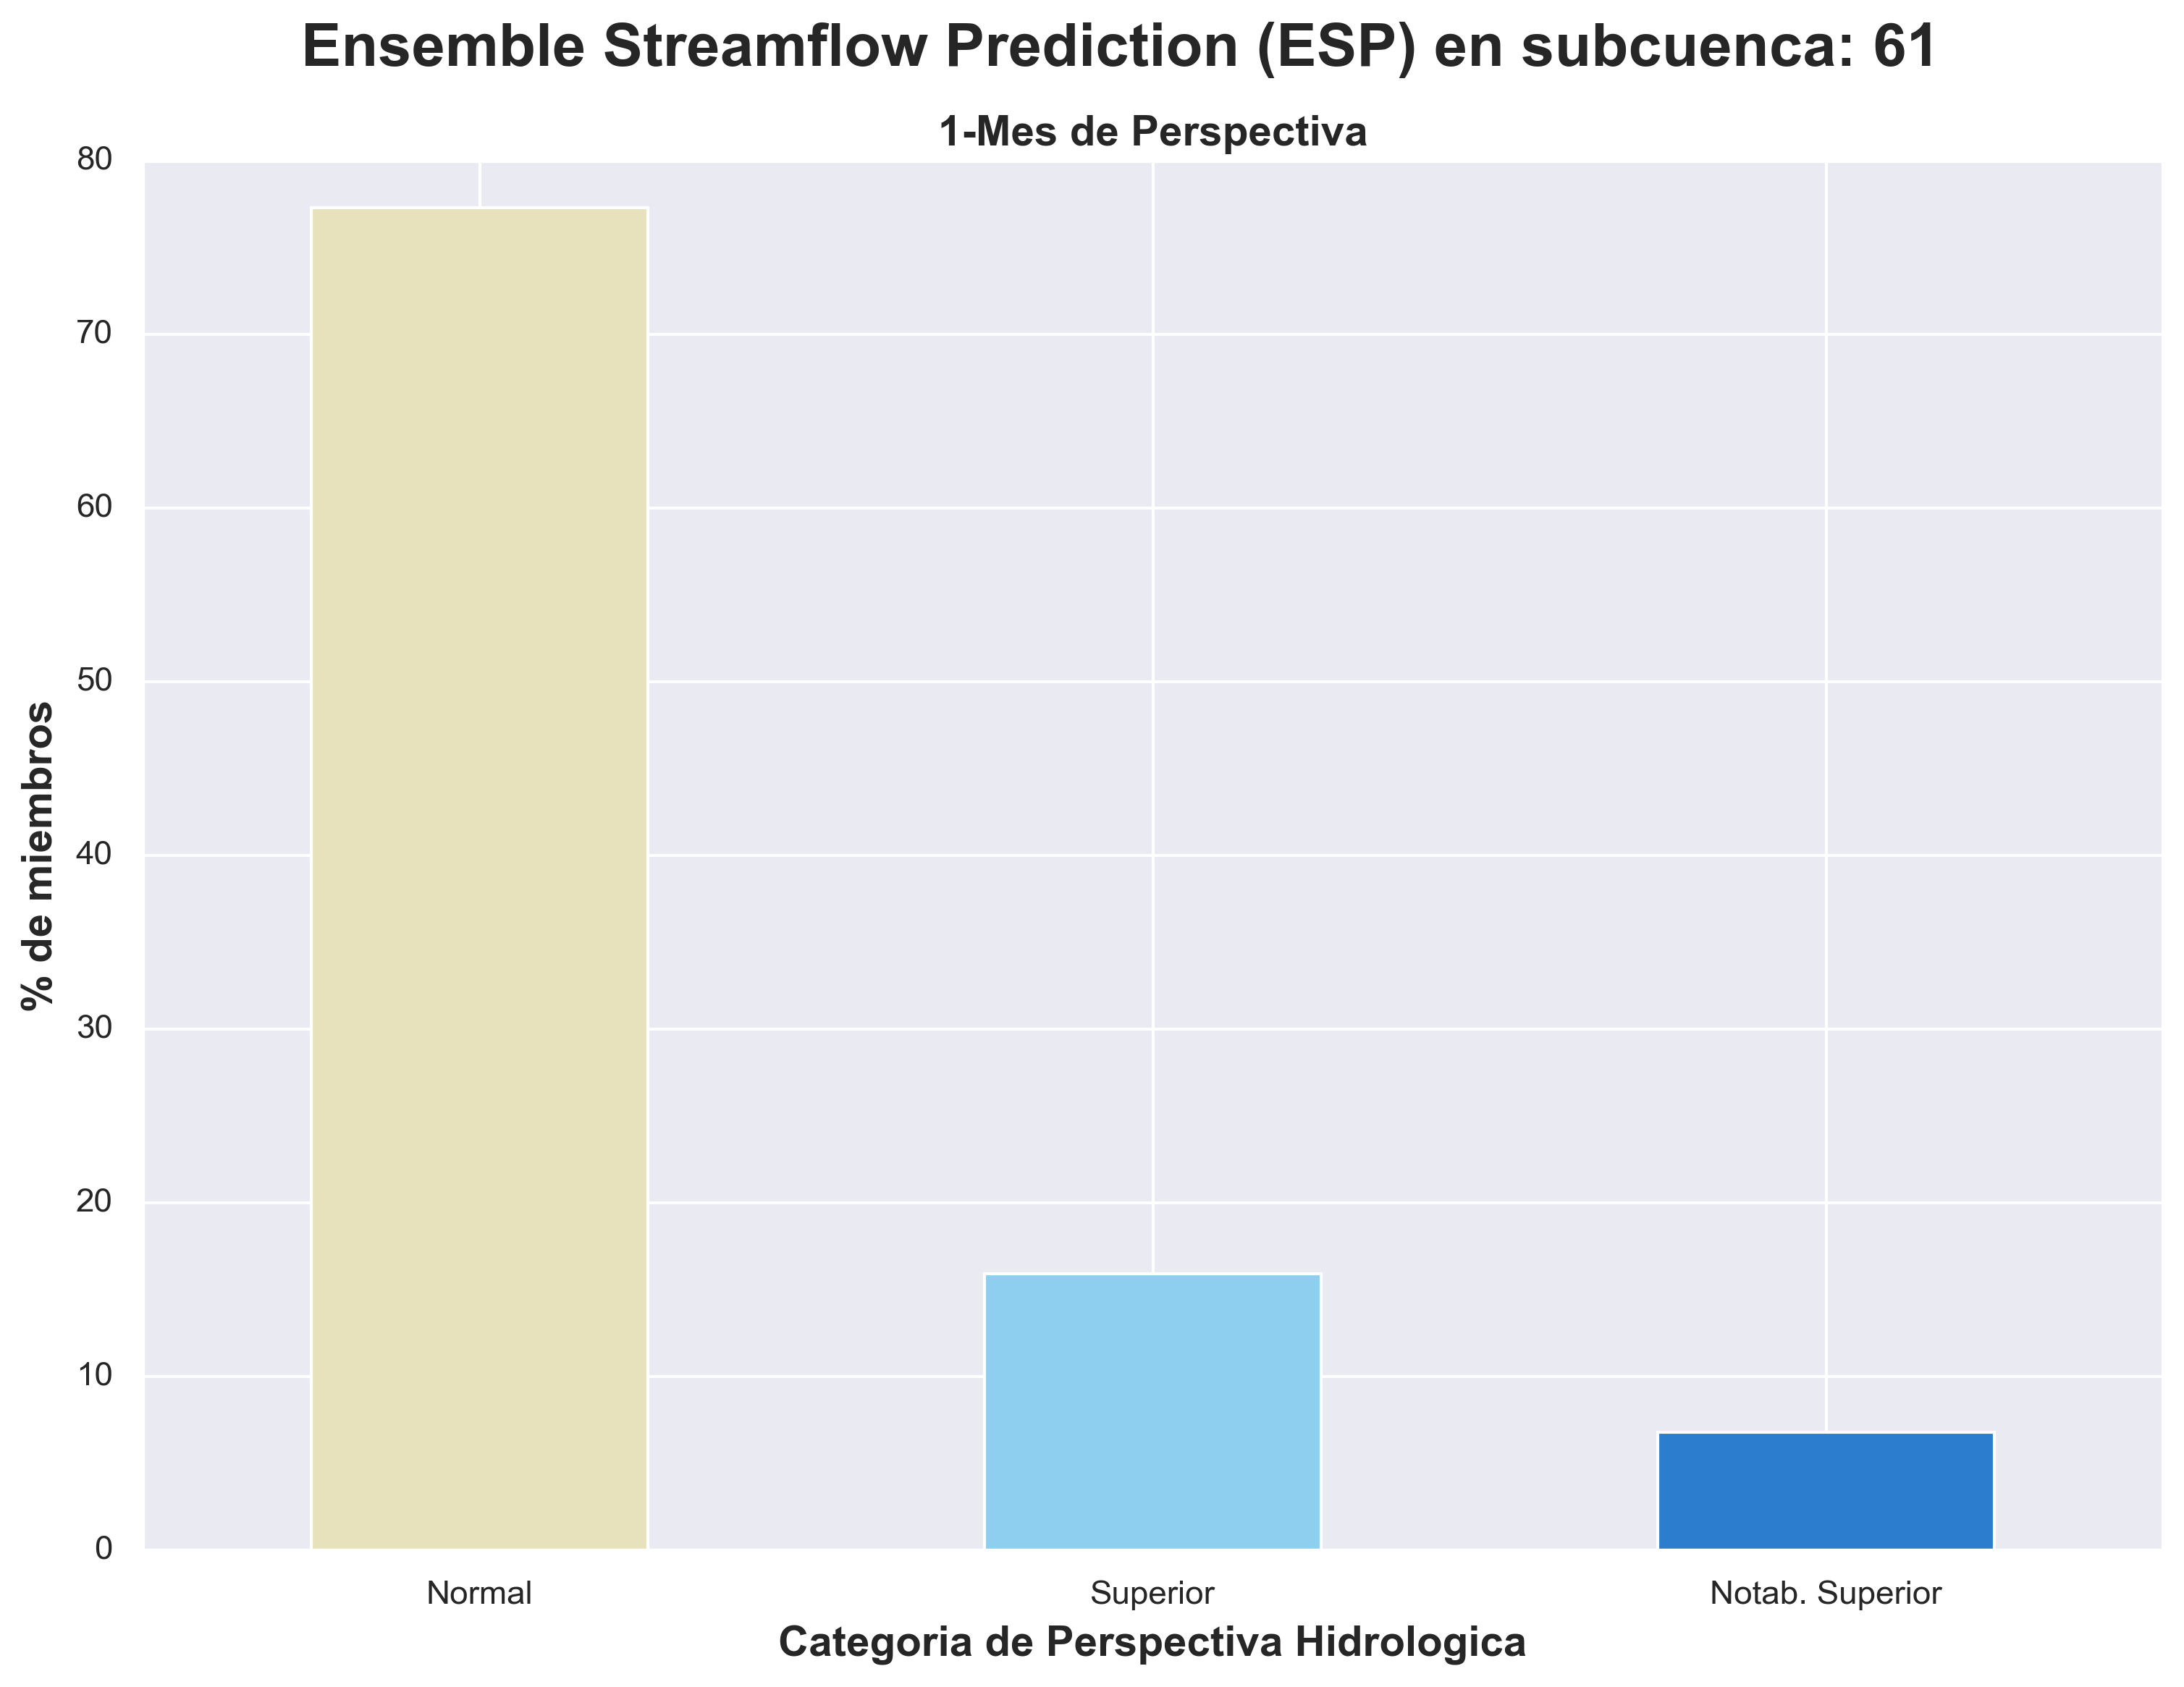 Ensemble Streamflow Prediction (ESP) en subcuenca: 61
1-Mes de Perspectiva
80
70
60
50
40
30
20
10
0
% de miembros
Normal Superior Notab. Superior
Categoria de Perspectiva Hidrologica